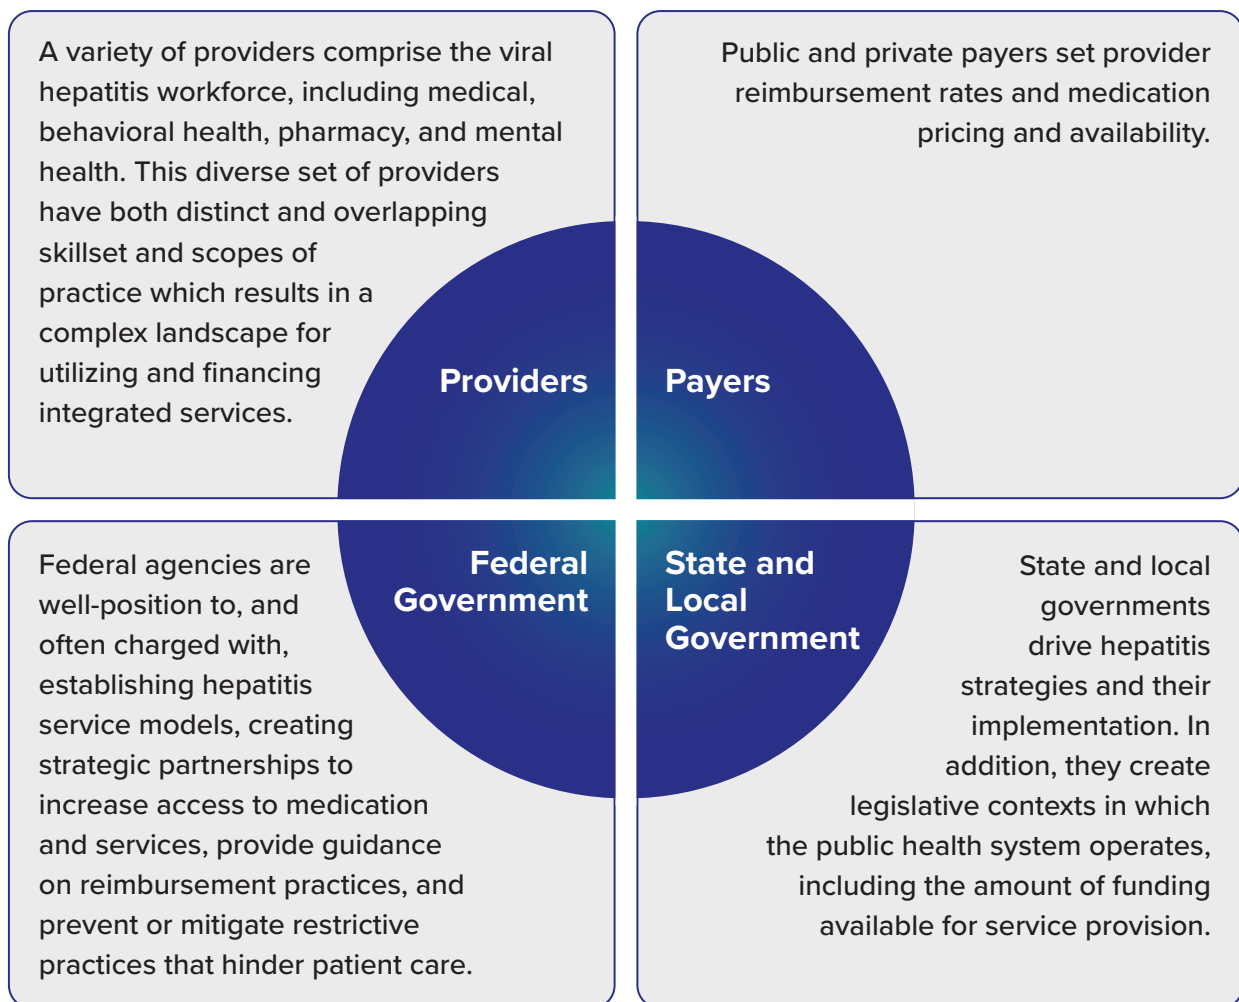 A variety of providers comprise the viral
hepatitis workforce, including medical,
behavioral health, pharmacy, and mental
health. This diverse set of providers
have both distinct and overlapping
skillset and scopes of
practice which results in a
complex landscape for
utilizing and financing
integrated services.
Providers
Public and private payers set provider
reimbursement rates and medication
pricing and availability.
Payers
Federal agencies are
well-position to, and
often charged with,
establishing hepatitis
service models, creating
strategic partnerships to
increase access to medication
and services, provide guidance
on reimbursement practices, and
prevent or mitigate restrictive
practices that hinder patient care.
Federal
Government
State and
Local
Government
State and local
governments
drive hepatitis
strategies and their
implementation. In
addition, they create
legislative contexts in which
the public health system operates,
including the amount of funding
available for service provision.